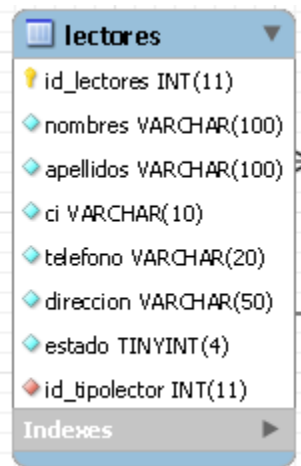 lectores
id_lectores INT(11)
nombres VARCHAR(100)
apellidos VARCHAR(100)
ci VARCHAR(10)
telefono VARCHAR(20)
direccion VARCHAR(50)
estado TINYINT(4)
id_tipolector INT(11)
Indexes